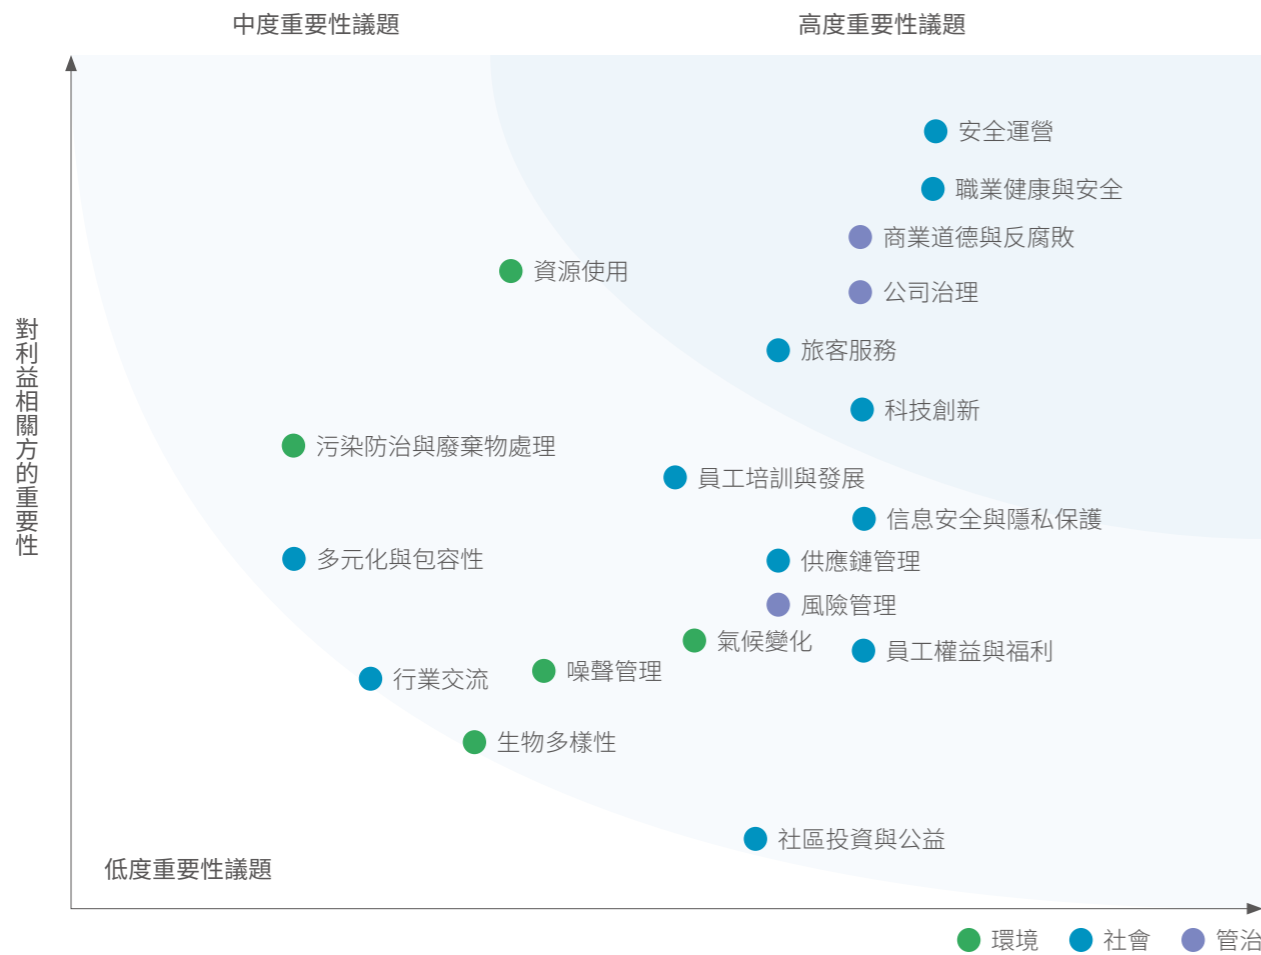 中度重要性議題
高度重要性議題
安全運營
職業健康與安全
商業道德與反腐敗
資源使用
公司治理
對利益相關方的重要性
旅客服務
科技創新
污染防治與廢棄物處理
員工培訓與發展
信息安全與隱私保護
多元化與包容性
供應鏈管理
風險管理
氣候變化
員工權益與福利
噪聲管理
行業交流
生物多樣性
社區投資與公益
低度重要性議題
環境
社會
管治